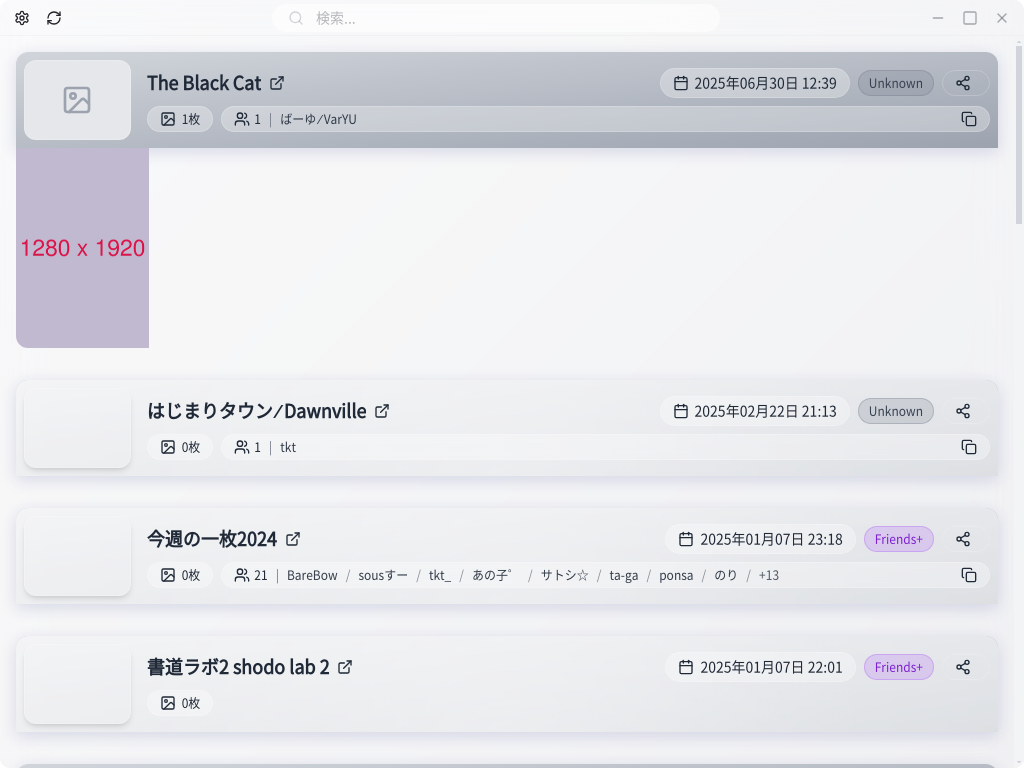 検索...
The Black Cat
2025年06月30日 12:39
Unknown
1枚
1 | ばーゆ/VarYU
1280 x 1920
はじまりタウン/Dawnville
2025年02月22日 21:13
Unknown
0枚
1 | tkt
今週の一枚2024
2025年01月07日 23:18
Friends+
0枚
21 | BareBow / sousすー / tkt_ / あの子゜ / サトシ☆ / ta-ga / ponsa / のり / +13
書道ラボ2 shodo lab 2
2025年01月07日 22:01
Friends+
0枚